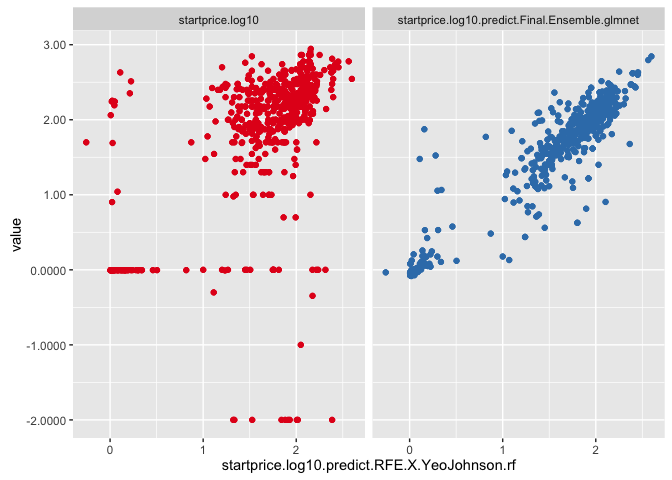 startprice.log10 startprice.log10.predict.Final.Ensemble.glmnet
3.00
2.00
1.00
0.0000
-1.0000
-2.0000
value
0 1 2 0 1 2
startprice.log10.predict.RFE.X.YeoJohnson.rf